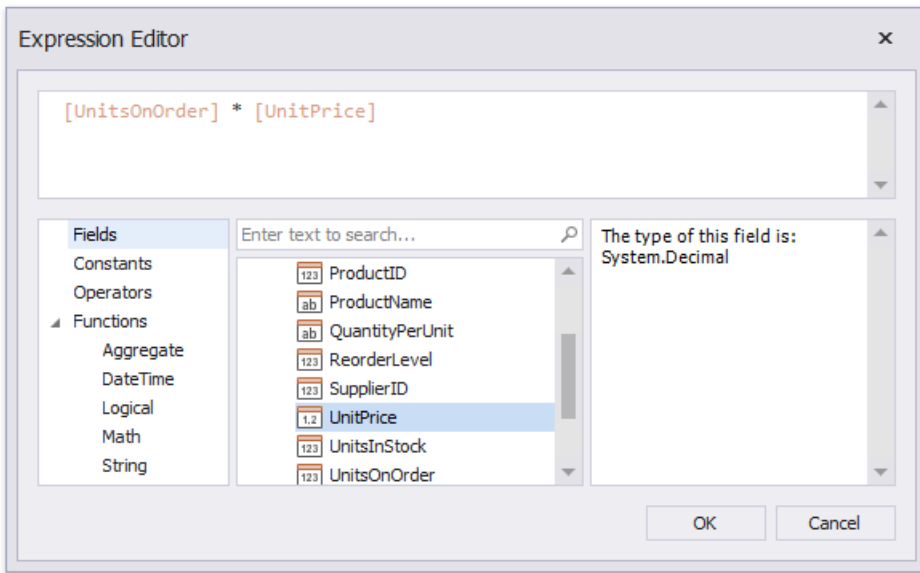 Expression Editor
[UnitsOnOrder] * [UnitPrice]
Fields
Constants
Operators
Functions
Aggregate
DateTime
Logical
Math
String
Enter text to search...
123 ProductID
ab ProductName
ab QuantityPerUnit
123 ReorderLevel
123 SupplierID
1,2 UnitPrice
123 UnitsInStock
123 UnitsOnOrder
The type of this field is:
System.Decimal
OK
Cancel